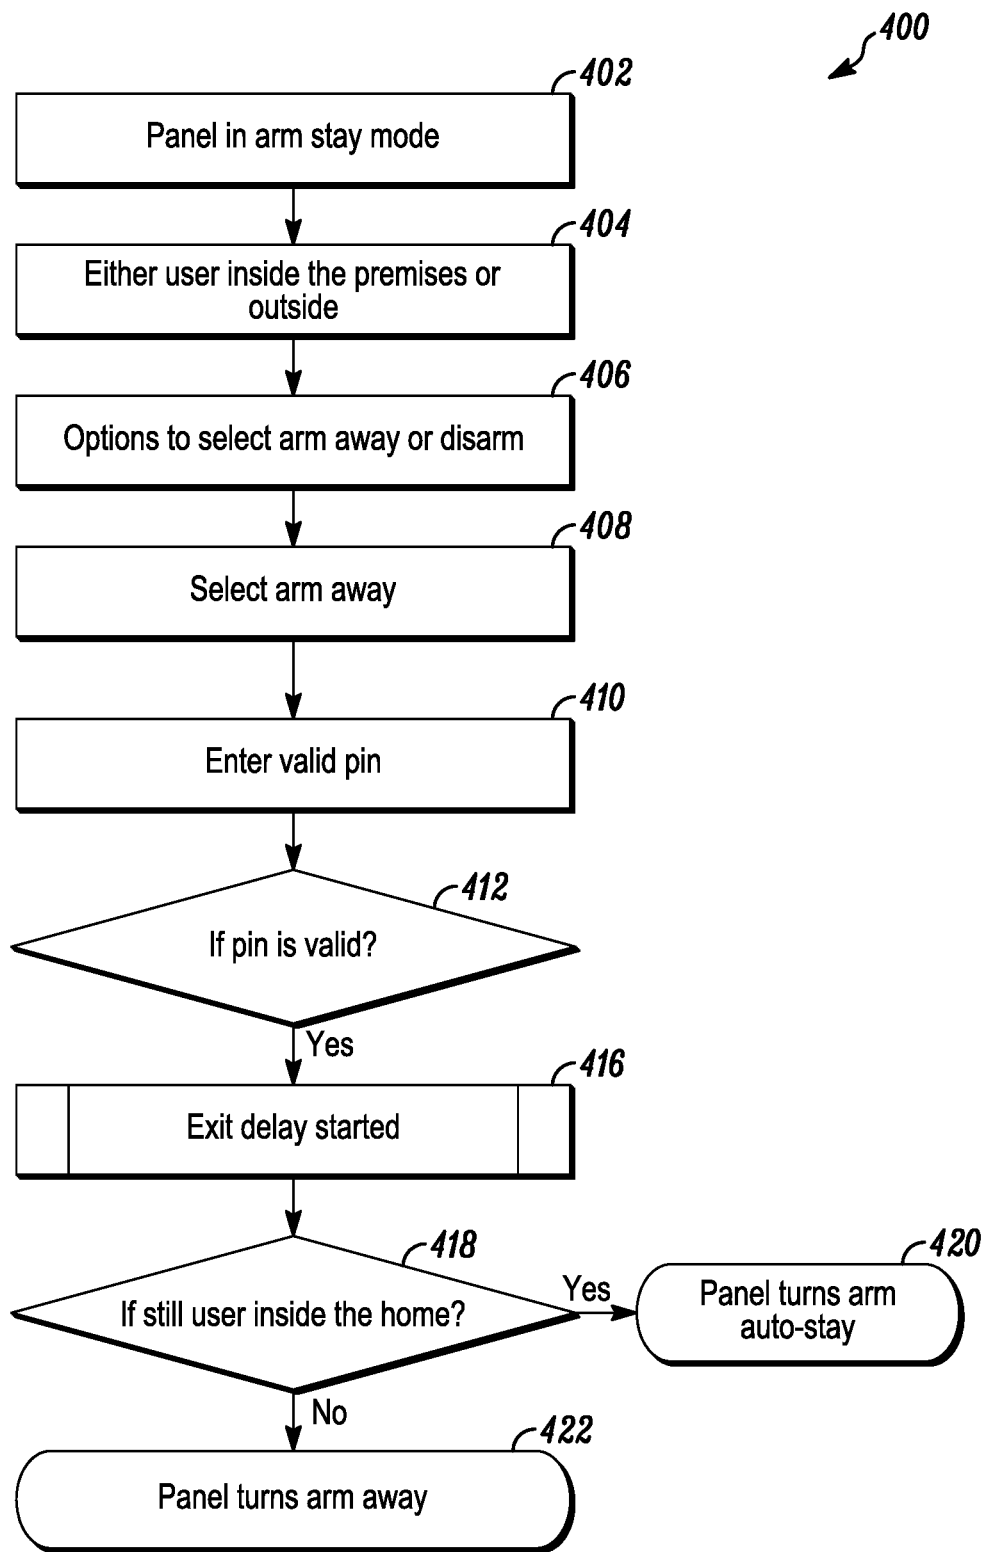 400
402
Panel in arm stay mode
404
Either user inside the premises or
outside
406
Options to select arm away or disarm
408
Select arm away
410
Enter valid pin
412
If pin is valid?
Yes
416
Exit delay started
418
If still user inside the home?
Yes
420
Panel turns arm
auto-stay
No
422
Panel turns arm away